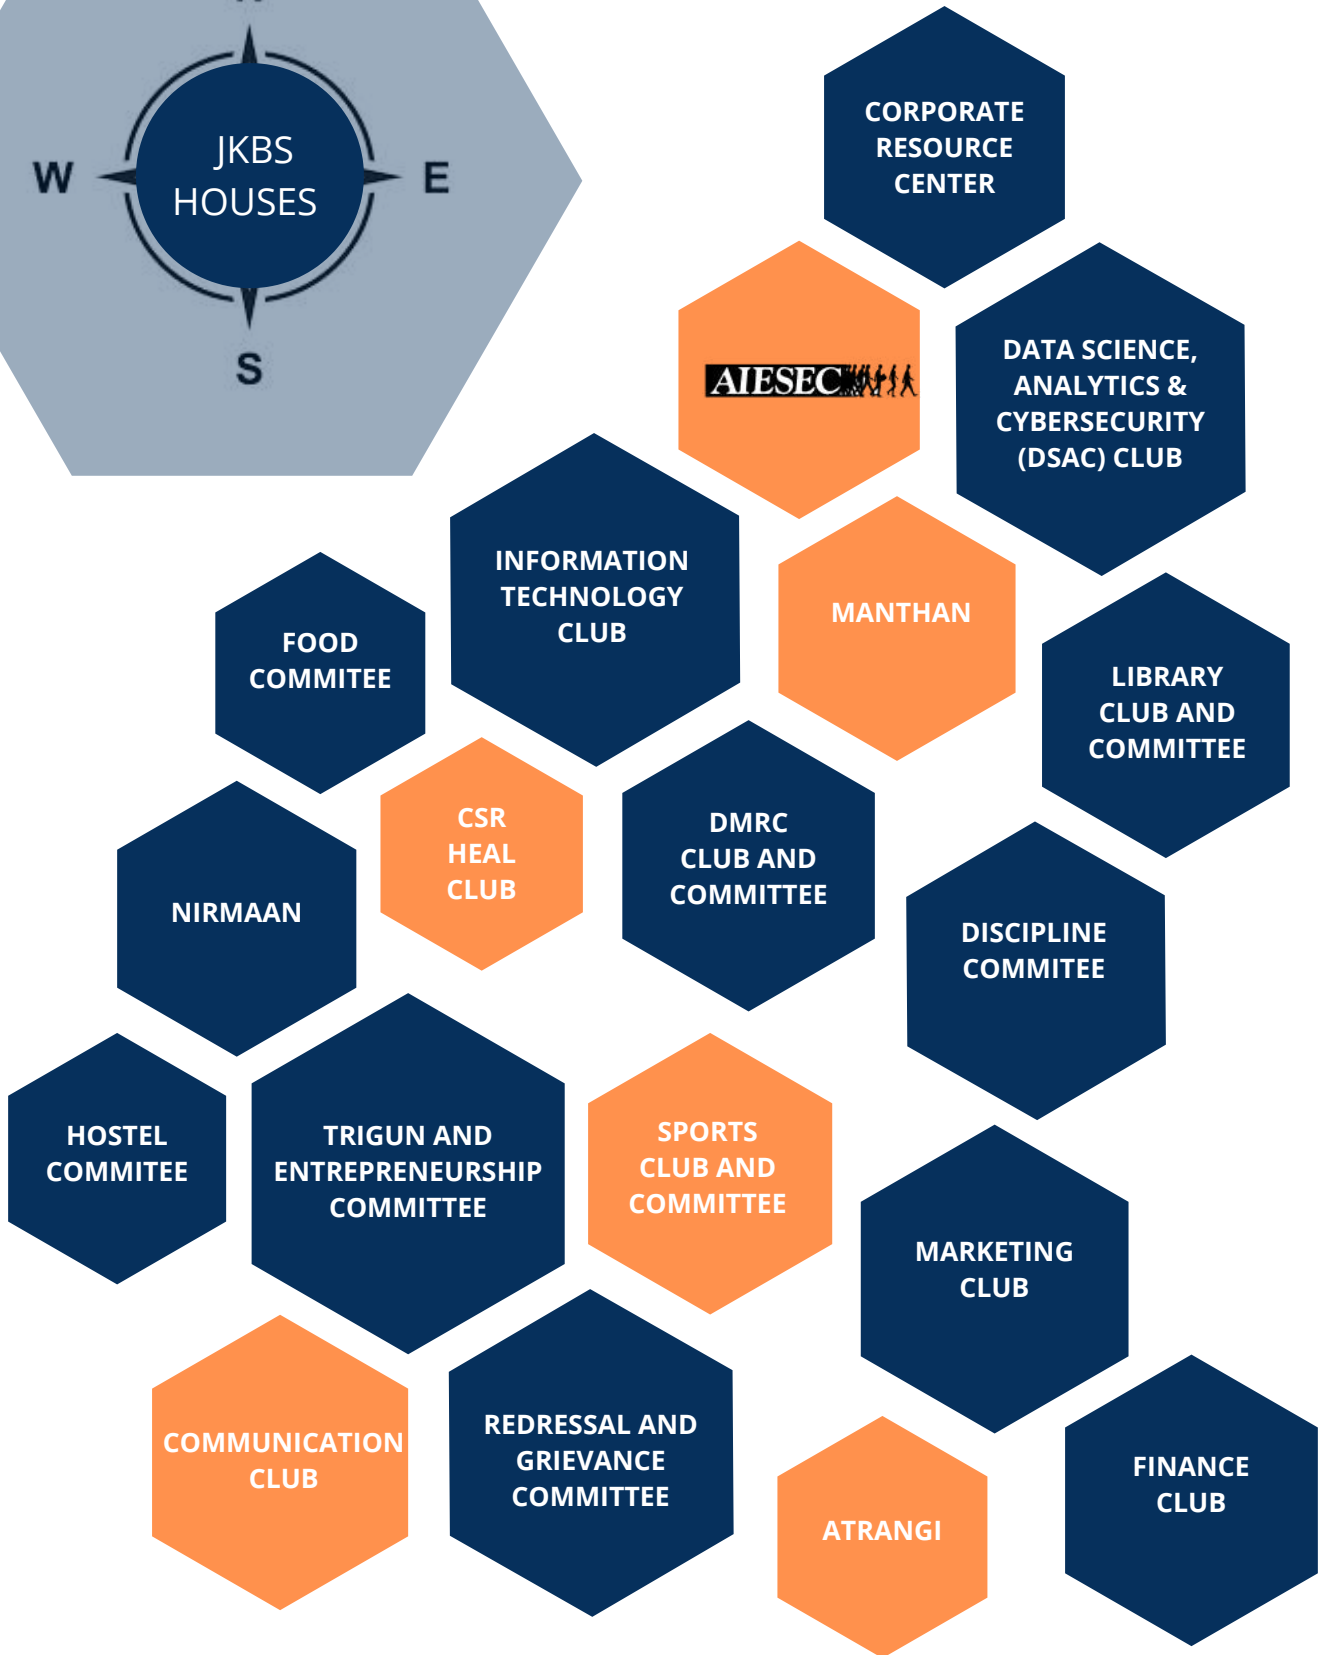 JKBS
HOUSES
W
E
S
CORPORATE
RESOURCE
CENTER
AIESEC
DATA SCIENCE,
ANALYTICS &
CYBERSECURITY
(DSAC) CLUB
INFORMATION
TECHNOLOGY
CLUB
MANTHAN
FOOD
COMMITEE
LIBRARY
CLUB AND
COMMITTEE
CSR
HEAL
CLUB
DMRC
CLUB AND
COMMITTEE
NIRMAAN
DISCIPLINE
COMMITEE
HOSTEL
COMMITEE
TRIGUN AND
ENTREPRENEURSHIP
COMMITTEE
SPORTS
CLUB AND
COMMITTEE
MARKETING
CLUB
COMMUNICATION
CLUB
REDRESSAL AND
GRIEVANCE
COMMITTEE
ATRANGI
FINANCE
CLUB